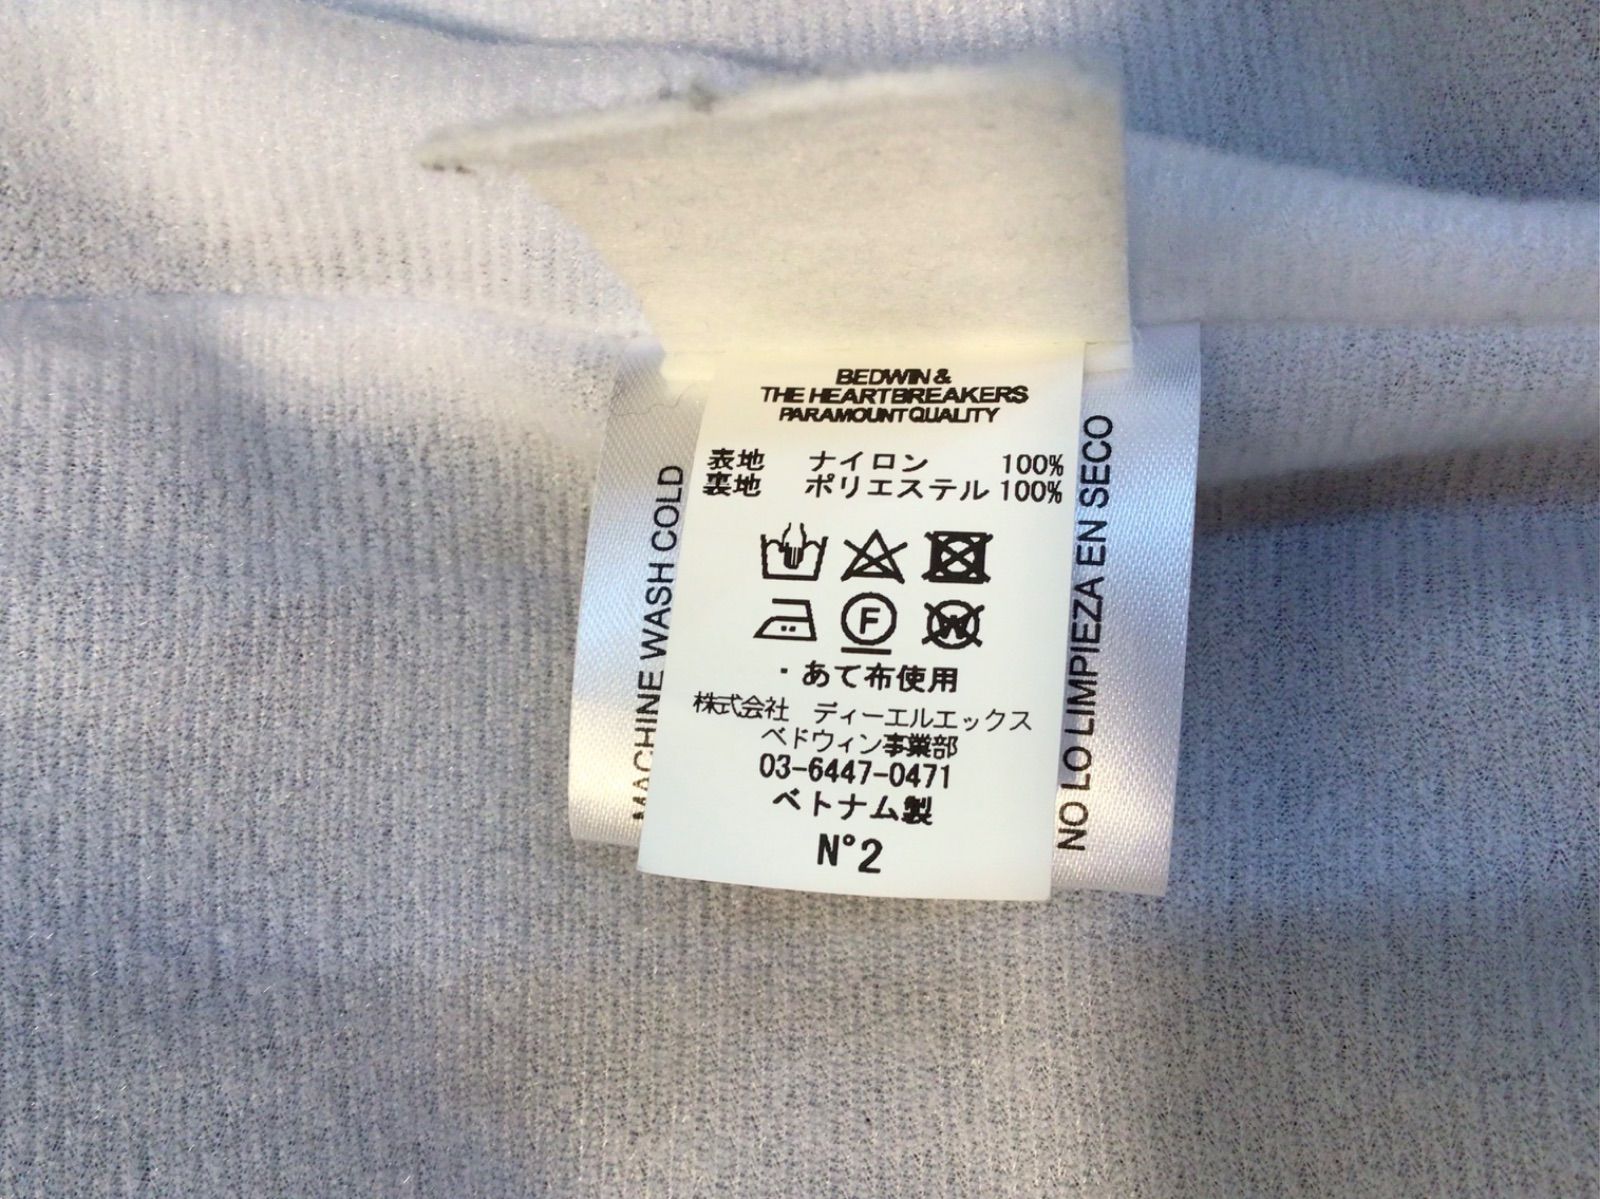 BEDWIN &
THE HEARTBREAKERS
PARAMOUNT QUALITY
表地 ナイロン 100%
裏地 ポリエステル 100%
F
W
・あて布使用
株式会社 ディーエルエックス
ベドウィン事業部
03-6447-0471
ベトナム製
N°2
MACHINE WASH COLD
NO LO LIMPIEZA EN SECO